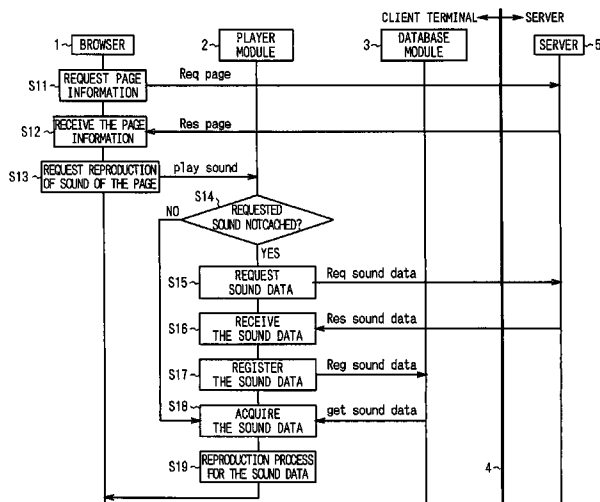 CLIENT TERMINAL
SERVER
1
BROWSER
2
PLAYER
MODULE
3
DATABASE
MODULE
SERVER
5
S11
REQUEST PAGE
INFORMATION
Req page
S12
RECEIVE THE PAGE
INFORMATION
Res page
S13
REQUEST REPRODUCTION
OF SOUND OF THE PAGE
play sound
S14
NO
REQUESTED
SOUND NOTCACHED?
YES
S15
REQUEST
SOUND DATA
Req sound data
S16
RECEIVE
THE SOUND DATA
Res sound data
S17
REGISTER
THE SOUND DATA
Reg sound data
S18
ACQUIRE
THE SOUND DATA
get sound data
S19
REPRODUCTION PROCESS
FOR THE SOUND DATA
4